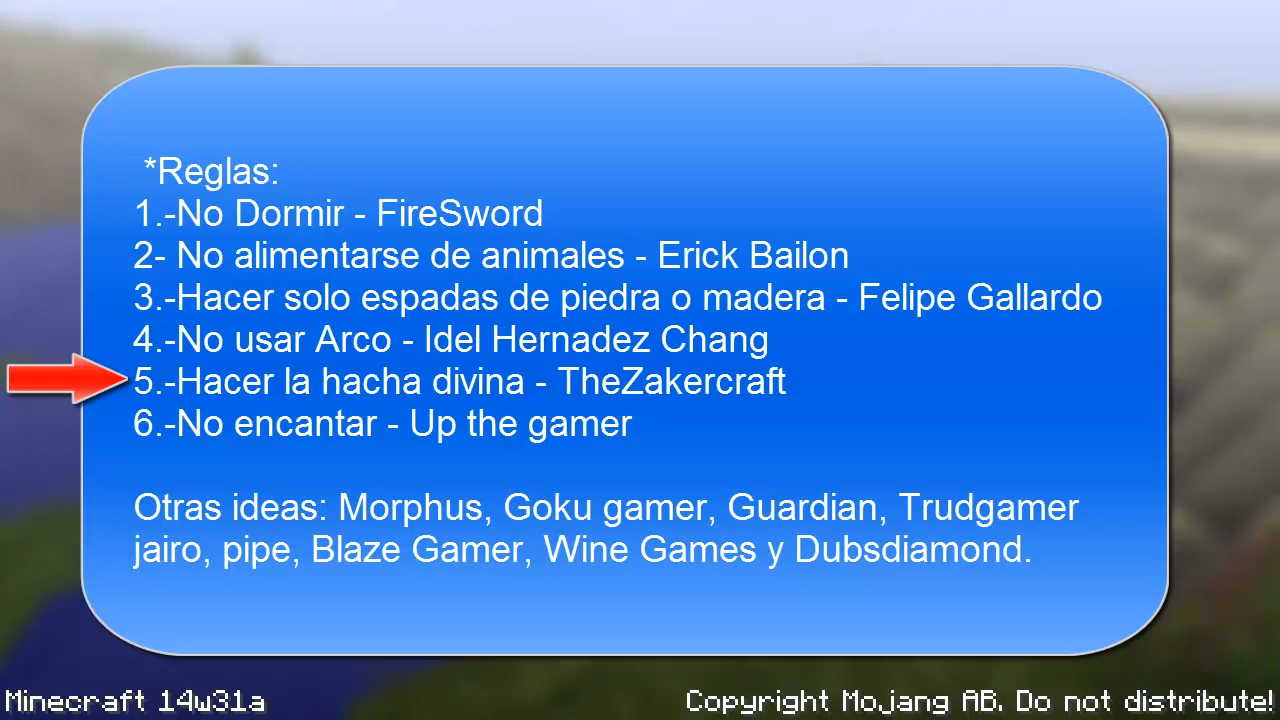 *Reglas:
1.-No Dormir - FireSword
2- No alimentarse de animales - Erick Bailon
3.-Hacer solo espadas de piedra o madera - Felipe Gallardo
4.-No usar Arco - Idel Hernadez Chang
5.-Hacer la hacha divina - TheZakercraft
6.-No encantar - Up the gamer
Otras ideas: Morphus, Goku gamer, Guardian, Trudgamer
jairo, pipe, Blaze Gamer, Wine Games y Dubsdiamond.
Minecraft 14w31a
Copyright Mojang AB. Do not distribute!